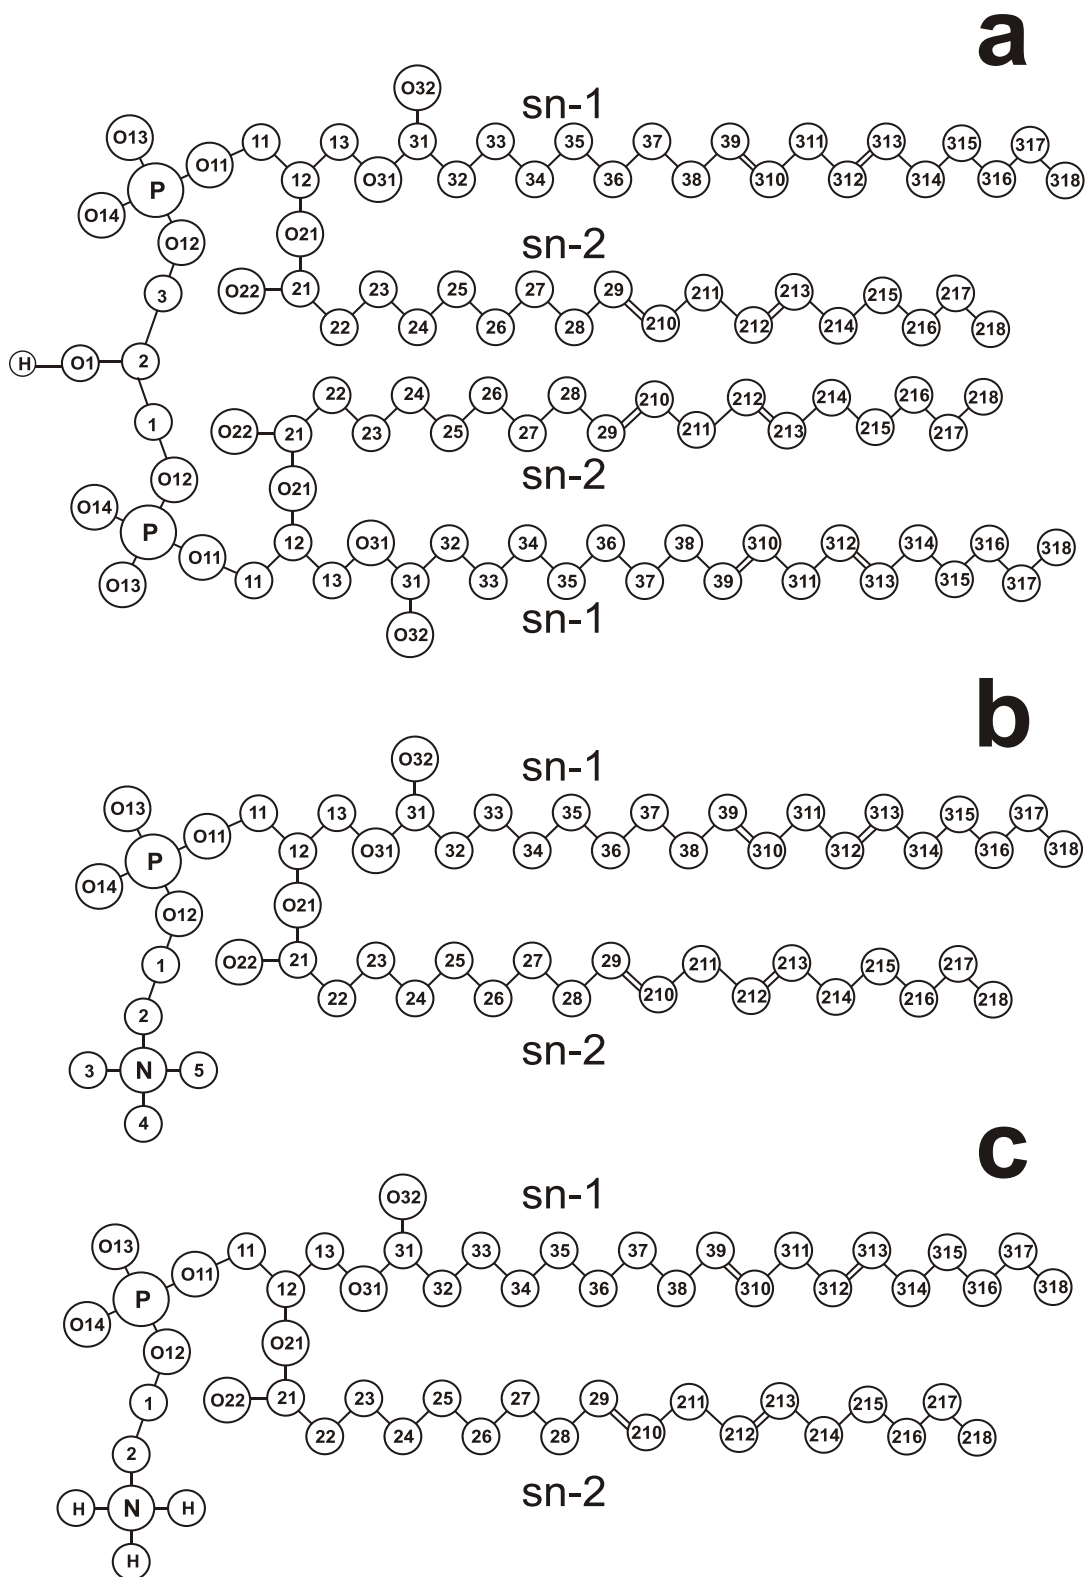 a
O32
sn-1
O13 O11 11 13 31 33 35 37 39 311 313 315 317
P 12 O31 32 34 36 38 310 312 314 316 318
O14
O12 O21 sn-2
3 O22 21 23 25 27 29 211 213 215 217
22 24 26 28 210 212 214 216 218
H O1 2
22 24 26 28 210 212 214 216 218
1 O22 21 23 25 27 29 211 213 215 217
O12 O21 sn-2
O14
P 12 O31 32 34 36 38 310 312 314 316 318
O13 O11 11 13 31 33 35 37 39 311 313 315 317
sn-1
O32
b
O32
sn-1
O13 O11 11 13 31 33 35 37 39 311 313 315 317
P 12 O31 32 34 36 38 310 312 314 316 318
O14
O12 O21
1 O22 21 23 25 27 29 211 213 215 217
22 24 26 28 210 212 214 216 218
2
sn-2
3 N 5
4
c
O32
sn-1
O13 O11 11 13 31 33 35 37 39 311 313 315 317
P 12 O31 32 34 36 38 310 312 314 316 318
O14
O12 O21
1 O22 21 23 25 27 29 211 213 215 217
22 24 26 28 210 212 214 216 218
2
sn-2
H N H
H